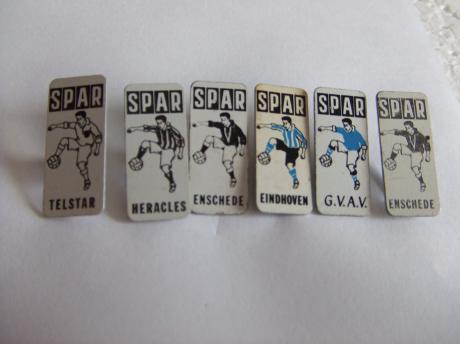 SPAR
TELSTAR
SPAR
HERACLES
SPAR
ENSCHEDE
SPAR
EINDHOVEN
SPAR
G.V.A.V.
SPAR
ENSCHEDE